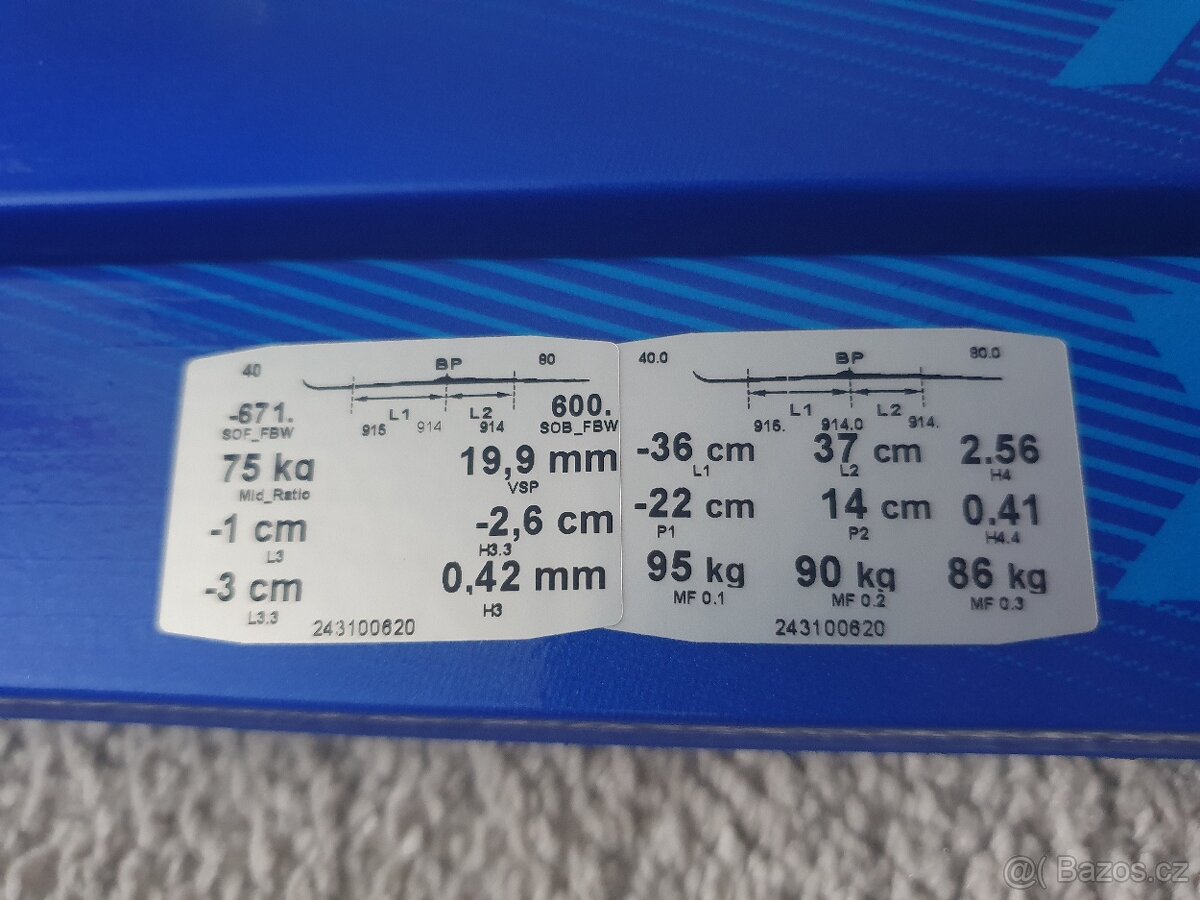 40 BP 80
-671. L1 L2 600.
SOF_FBW 915 914 914 SOB_FBW
75 kg 19,9 mm
Mid_Ratio VSP
-1 cm -2,6 cm
L3 H3.3
-3 cm 0,42 mm
L3.3 H3
243100620
40.0 BP 80.0
L1 L2
915. 914.0 914.
-36 cm 37 cm 2.56
L1 L2 H4
-22 cm 14 cm 0.41
P1 P2 H4.4
95 kg 90 kg 86 kg
MF 0.1 MF 0.2 MF 0.3
243100620
@( Bazos.cz